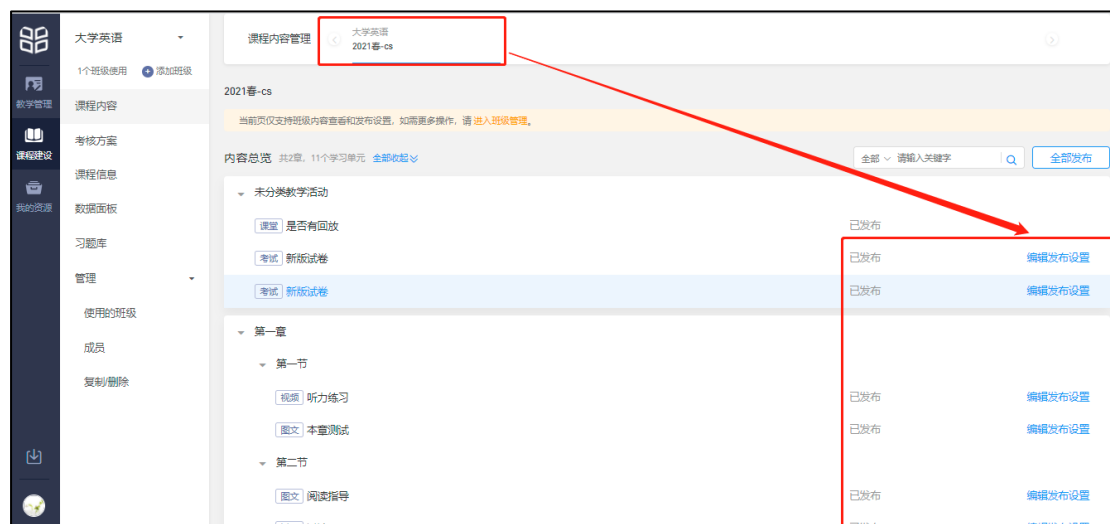 大学英语
1个班级使用 添加班级
课程内容
考核方案
课程信息
数据面板
习题库
管理
使用的班级
成员
复制/删除
教学管理
课程建设
我的资源
课程内容管理
大学英语
2021春-cs
2021春-cs
当前页仅支持班级内容查看和发布设置，如需更多操作，请 进入班级管理。
内容总览 共2章，11个学习单元 全部收起
全部 请输入关键字 全部发布
未分类教学活动
课堂 是否有回放 已发布
考试 新版试卷 已发布 编辑发布设置
考试 新版试卷 已发布 编辑发布设置
第一章
第一节
视频 听力练习 已发布 编辑发布设置
图文 本章测试 已发布 编辑发布设置
第二节
图文 阅读指导 已发布 编辑发布设置